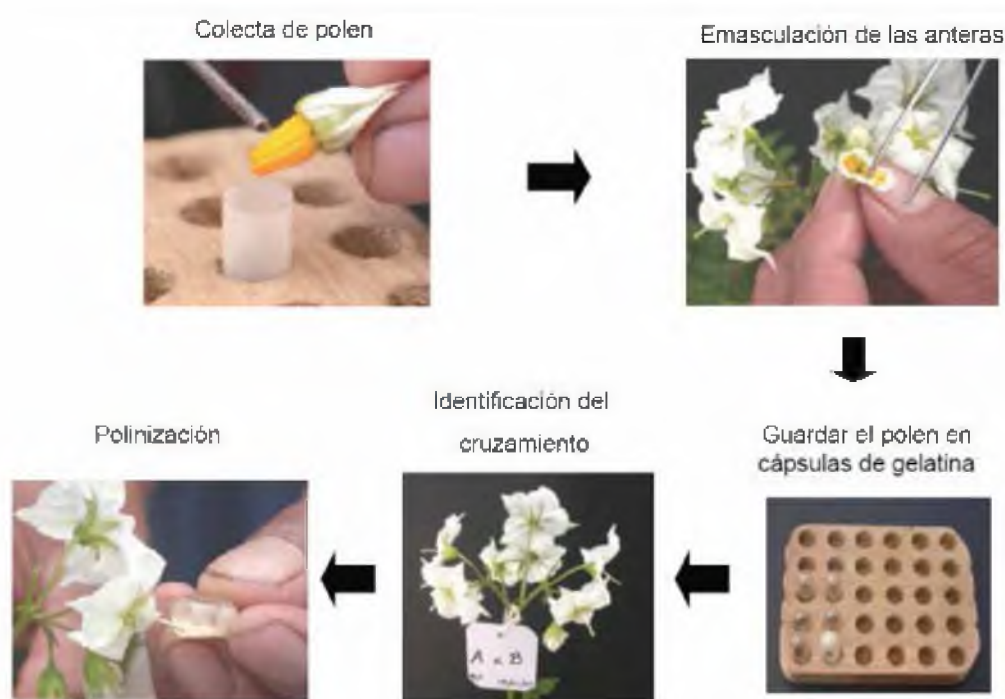 Colecta de polen
Emasculación de las anteras
Guardar el polen en
cápsulas de gelatina
Identificación del
cruzamiento
A x B
Polinización